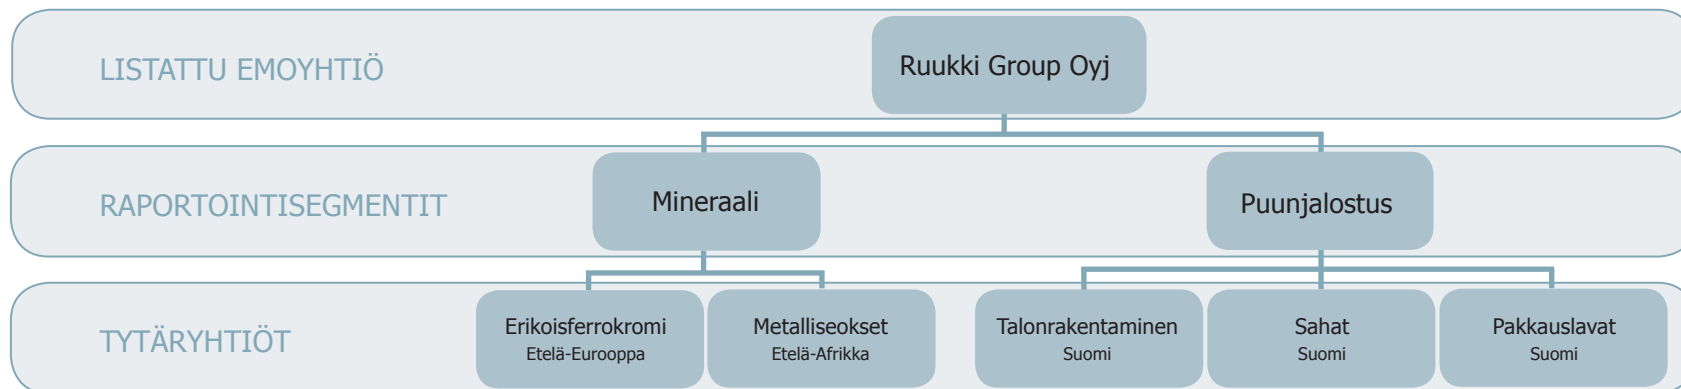 LISTATTU EMOYHTIÖ
Ruukki Group Oyj
RAPORTOINTISEGMENTIT
Mineraali
Puunjalostus
TYTÄRYHTIÖT
Erikoisferrokromi
Etelä-Eurooppa
Metalliseokset
Etelä-Afrikka
Talonrakentaminen
Suomi
Sahat
Suomi
Pakkauslavat
Suomi